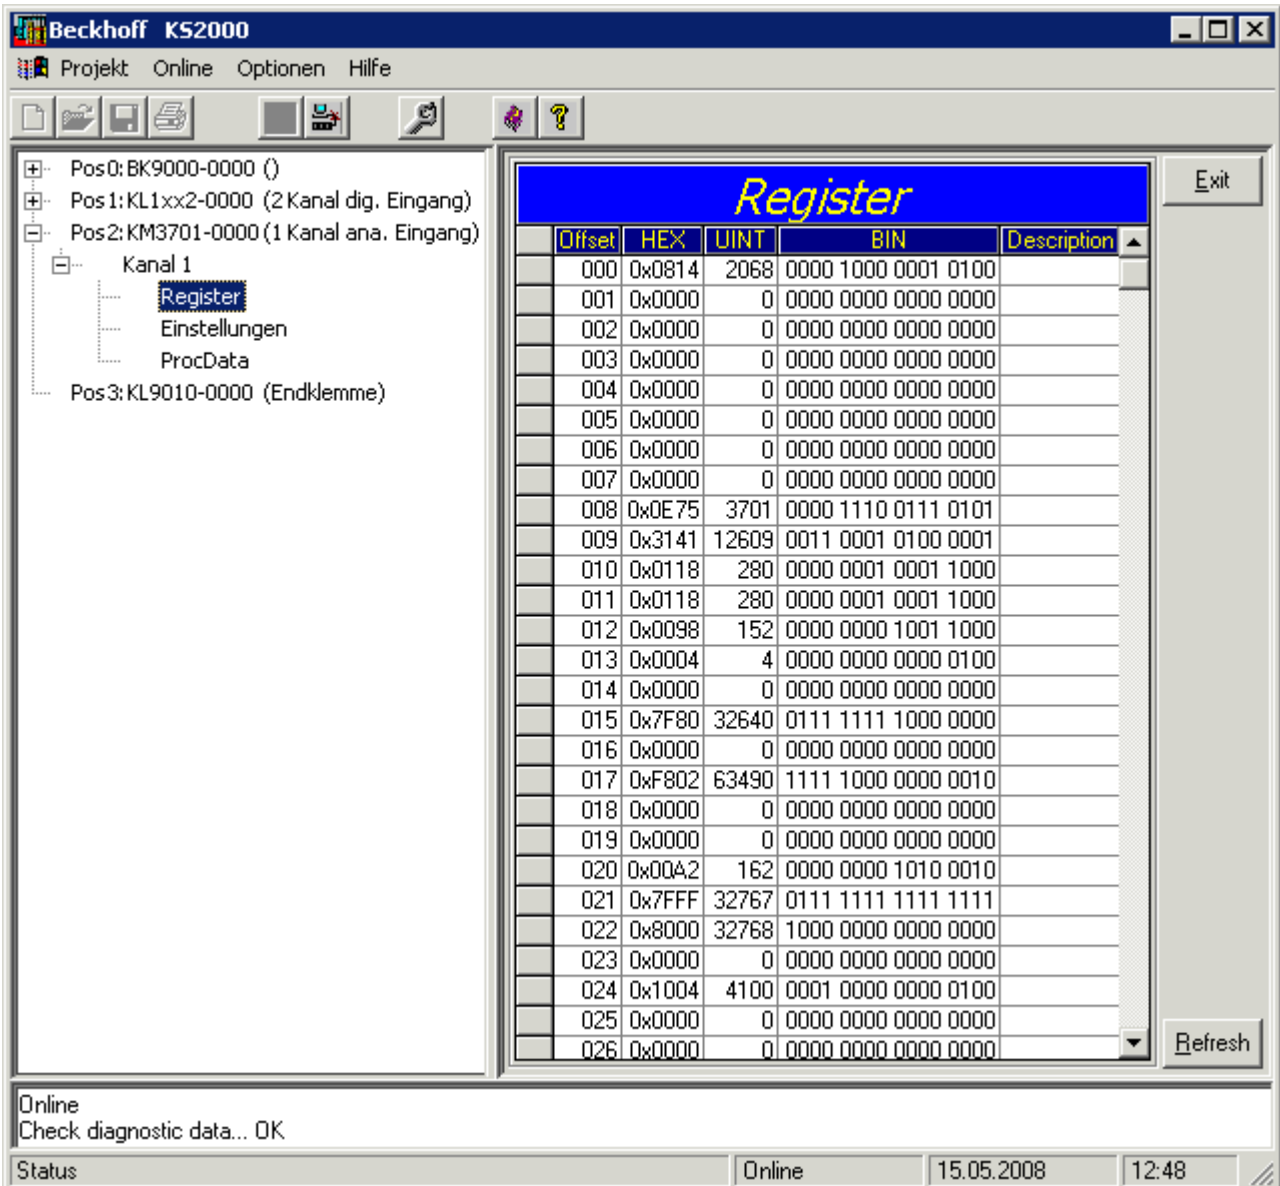 Beckhoff KS2000
Projekt Online Optionen Hilfe
Pos0:BK9000-0000 ()
Pos1:KL1xx2-0000 (2 Kanal dig. Eingang)
Pos2:KM3701-0000 (1 Kanal ana. Eingang)
Kanal 1
Register
Einstellungen
ProcData
Pos3:KL9010-0000 (Endklemme)
Register
Exit
Offset HEX UINT BIN Description
000 0x0814 2068 0000 1000 0001 0100
001 0x0000 0 0000 0000 0000 0000
002 0x0000 0 0000 0000 0000 0000
003 0x0000 0 0000 0000 0000 0000
004 0x0000 0 0000 0000 0000 0000
005 0x0000 0 0000 0000 0000 0000
006 0x0000 0 0000 0000 0000 0000
007 0x0000 0 0000 0000 0000 0000
008 0x0E75 3701 0000 1110 0111 0101
009 0x3141 12609 0011 0001 0100 0001
010 0x0118 280 0000 0001 0001 1000
011 0x0118 280 0000 0001 0001 1000
012 0x0098 152 0000 0000 1001 1000
013 0x0004 4 0000 0000 0000 0100
014 0x0000 0 0000 0000 0000 0000
015 0x7F80 32640 0111 1111 1000 0000
016 0x0000 0 0000 0000 0000 0000
017 0xF802 63490 1111 1000 0000 0010
018 0x0000 0 0000 0000 0000 0000
019 0x0000 0 0000 0000 0000 0000
020 0x00A2 162 0000 0000 1010 0010
021 0x7FFF 32767 0111 1111 1111 1111
022 0x8000 32768 1000 0000 0000 0000
023 0x0000 0 0000 0000 0000 0000
024 0x1004 4100 0001 0000 0000 0100
025 0x0000 0 0000 0000 0000 0000
026 0x0000 0 0000 0000 0000 0000
Refresh
Online
Check diagnostic data... OK
Status Online 15.05.2008 12:48